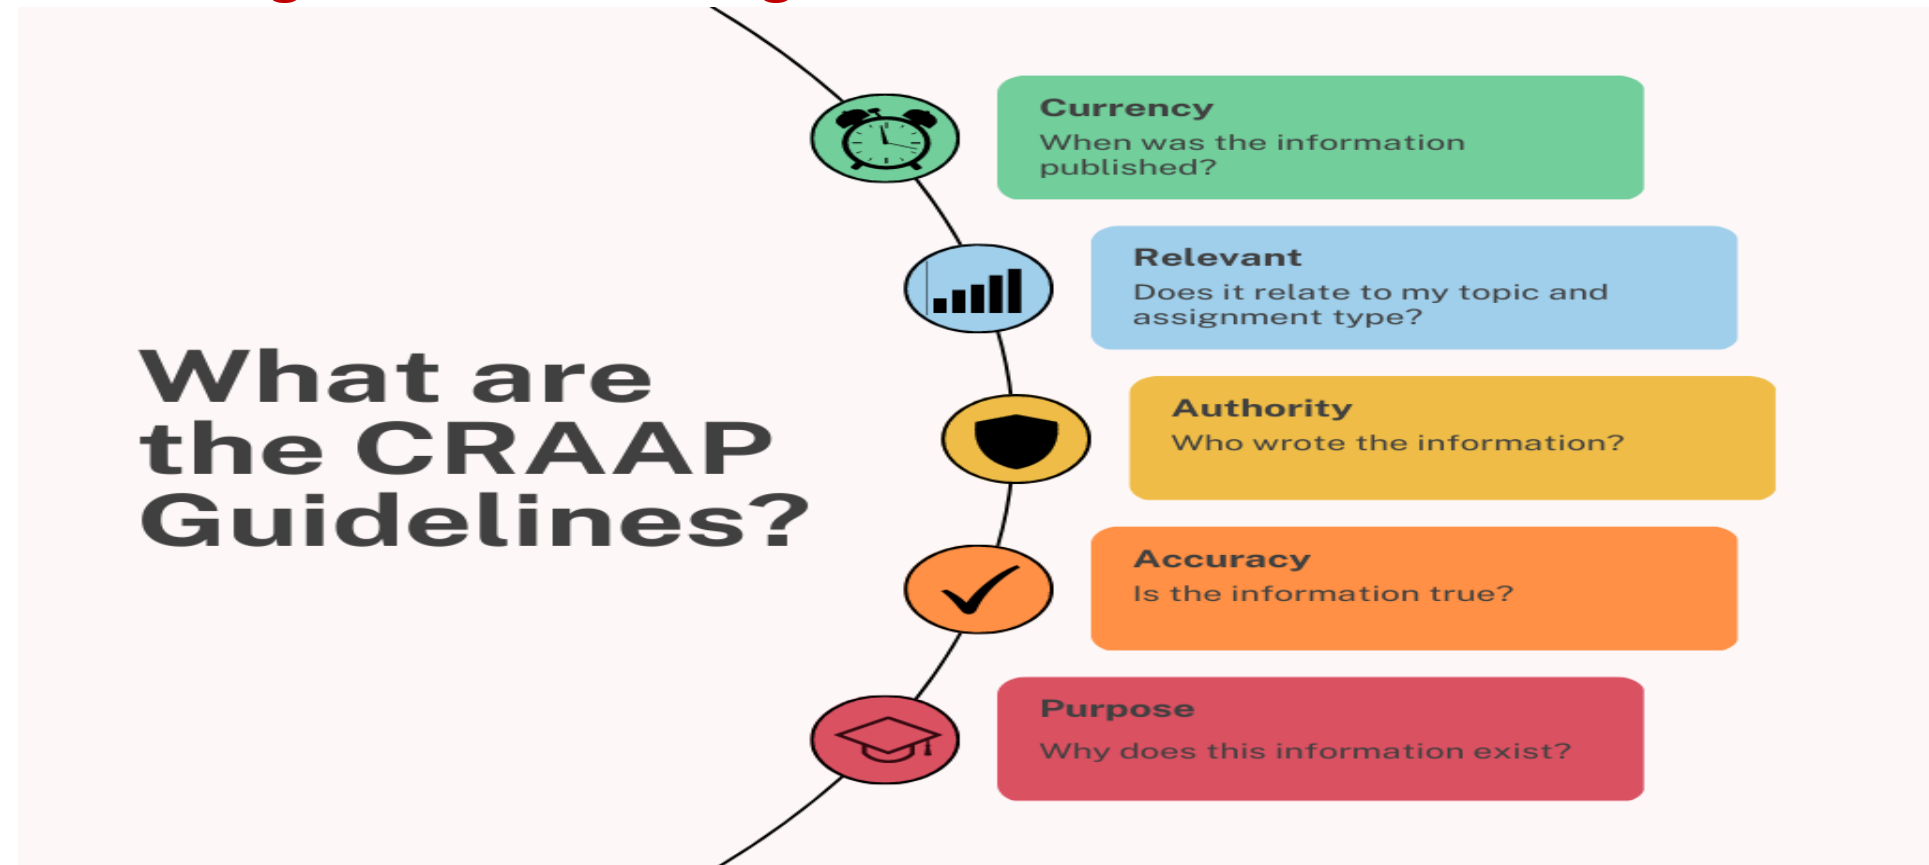 What are
the CRAAP
Guidelines?
Currency
When was the information
published?
Relevant
Does it relate to my topic and
assignment type?
Authority
Who wrote the information?
Accuracy
Is the information true?
Purpose
Why does this information exist?